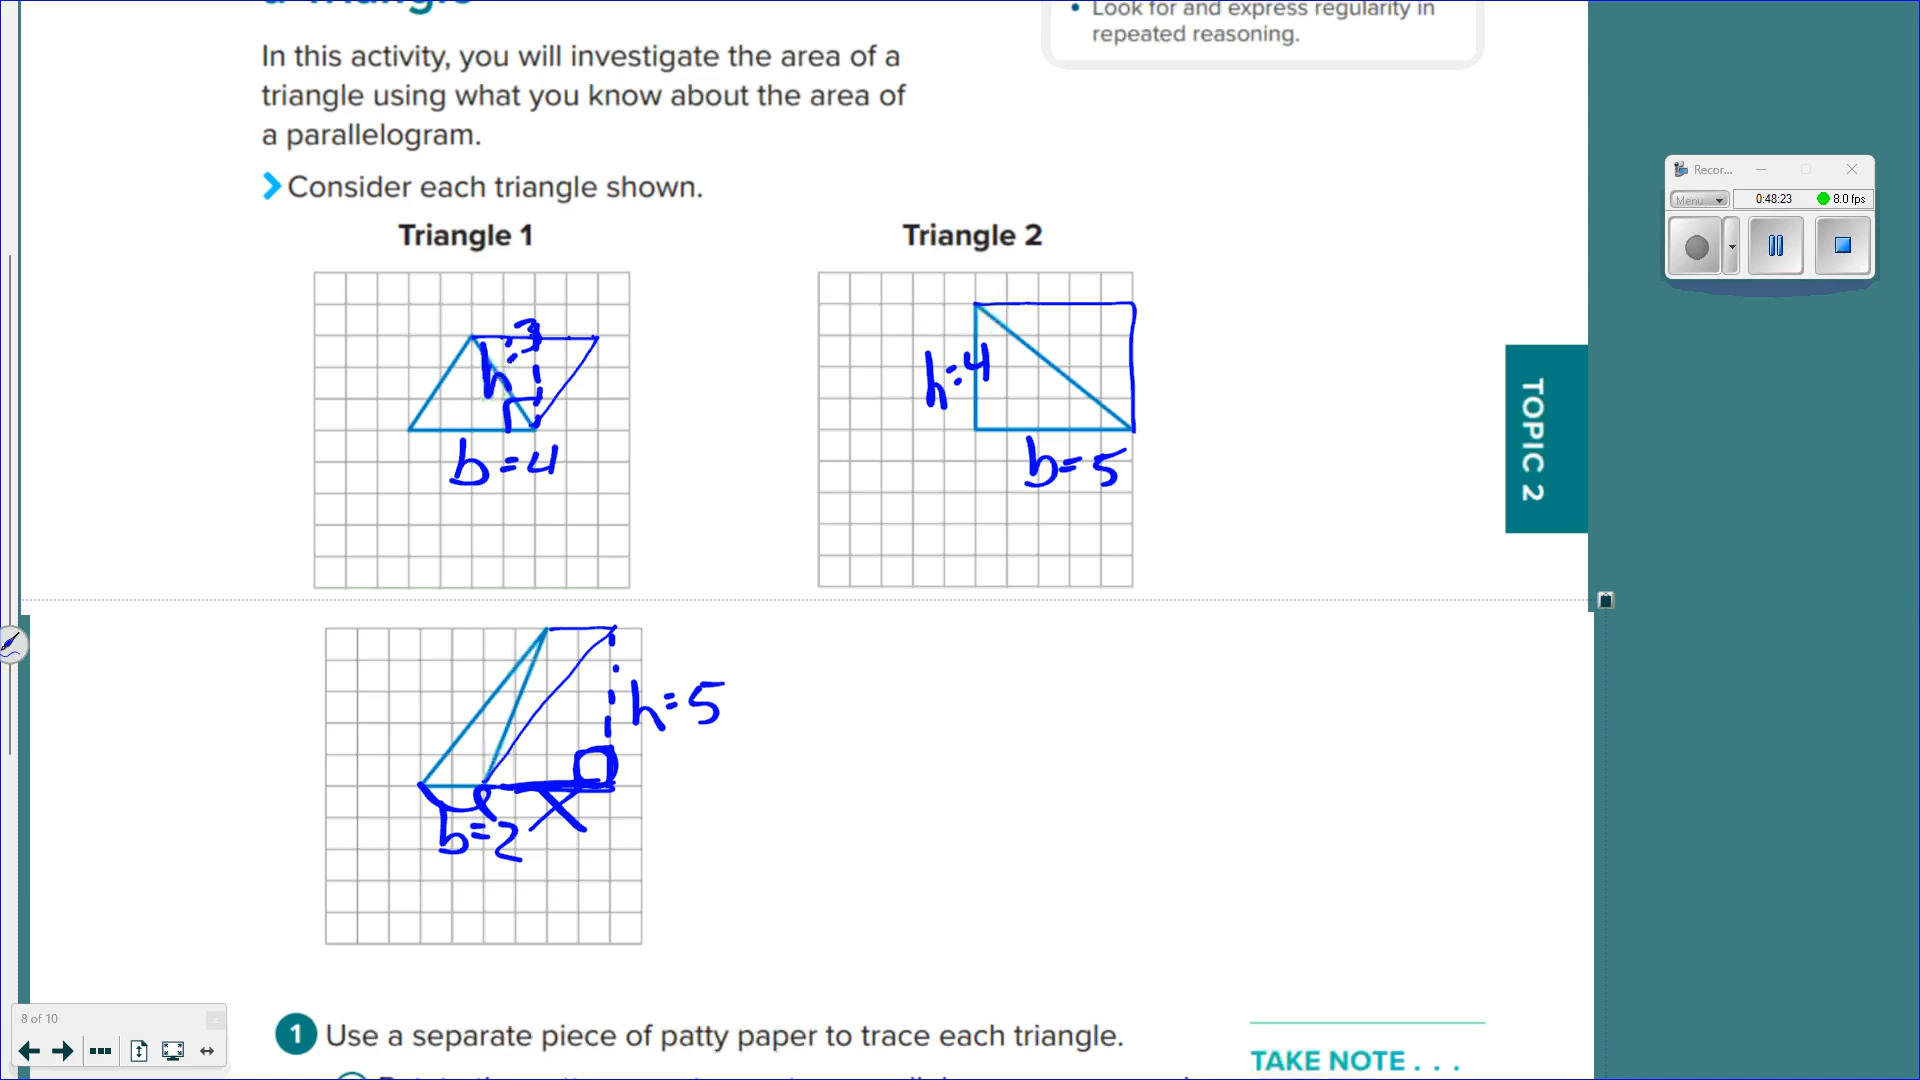 a Triangle
Look for and express regularity in
repeated reasoning.
In this activity, you will investigate the area of a
triangle using what you know about the area of
a parallelogram.
Consider each triangle shown.
Triangle 1
Triangle 2
h = 3
b = 4
h = 4
b = 5
h = 5
b = 2
TOPIC 2
Recor...
Menu
0:48:23
8.0 fps
8 of 10
1 Use a separate piece of patty paper to trace each triangle.
TAKE NOTE . . .